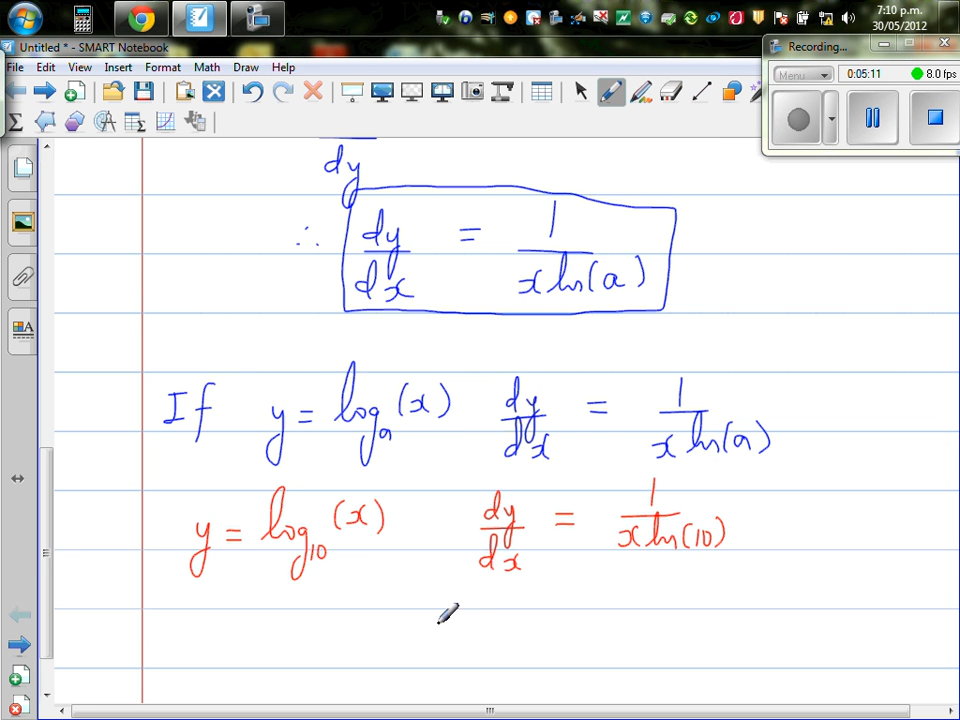 7:10 p.m.
30/05/2012
Untitled * - SMART Notebook
Recording...
File Edit View Insert Format Math Draw Help
Menu 0:05:11 8.0 fps
dy
∴ dy/dx = 1/(x ln(a))
If y = log_a (x) dy/dx = 1/(x ln(a))
y = log_10 (x) dy/dx = 1/(x ln(10))